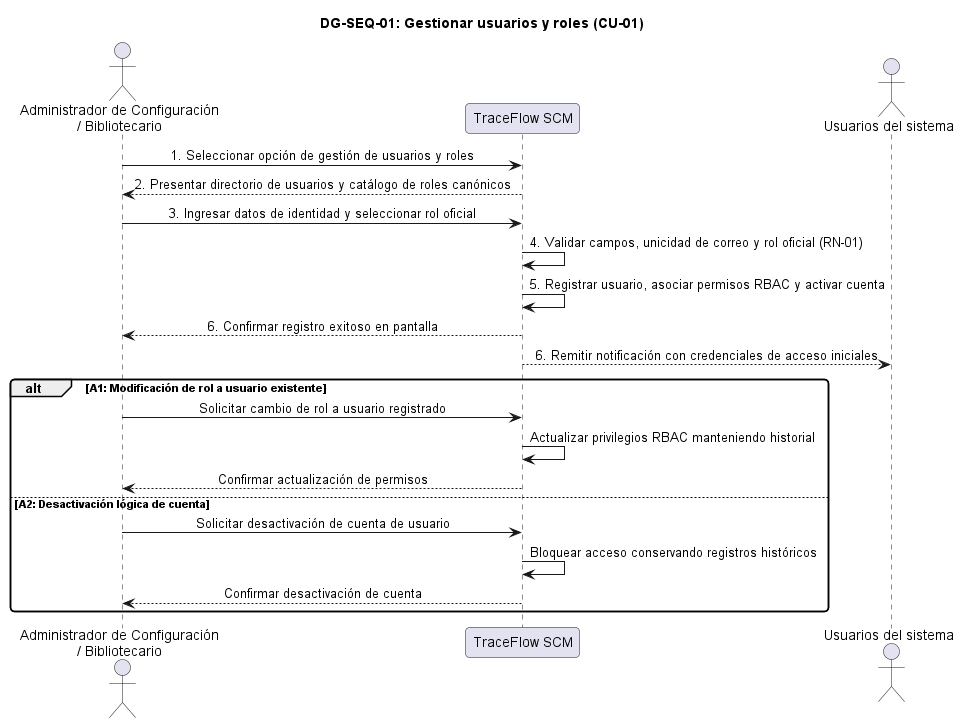 DG-SEQ-01: Gestionar usuarios y roles (CU-01)
Administrador de Configuración
/ Bibliotecario
TraceFlow SCM
Usuarios del sistema
1. Seleccionar opción de gestión de usuarios y roles
2. Presentar directorio de usuarios y catálogo de roles canónicos
3. Ingresar datos de identidad y seleccionar rol oficial
4. Validar campos, unicidad de correo y rol oficial (RN-01)
5. Registrar usuario, asociar permisos RBAC y activar cuenta
6. Confirmar registro exitoso en pantalla
6. Remitir notificación con credenciales de acceso iniciales
alt [A1: Modificación de rol a usuario existente]
Solicitar cambio de rol a usuario registrado
Actualizar privilegios RBAC manteniendo historial
Confirmar actualización de permisos
[A2: Desactivación lógica de cuenta]
Solicitar desactivación de cuenta de usuario
Bloquear acceso conservando registros históricos
Confirmar desactivación de cuenta
Administrador de Configuración
/ Bibliotecario
TraceFlow SCM
Usuarios del sistema